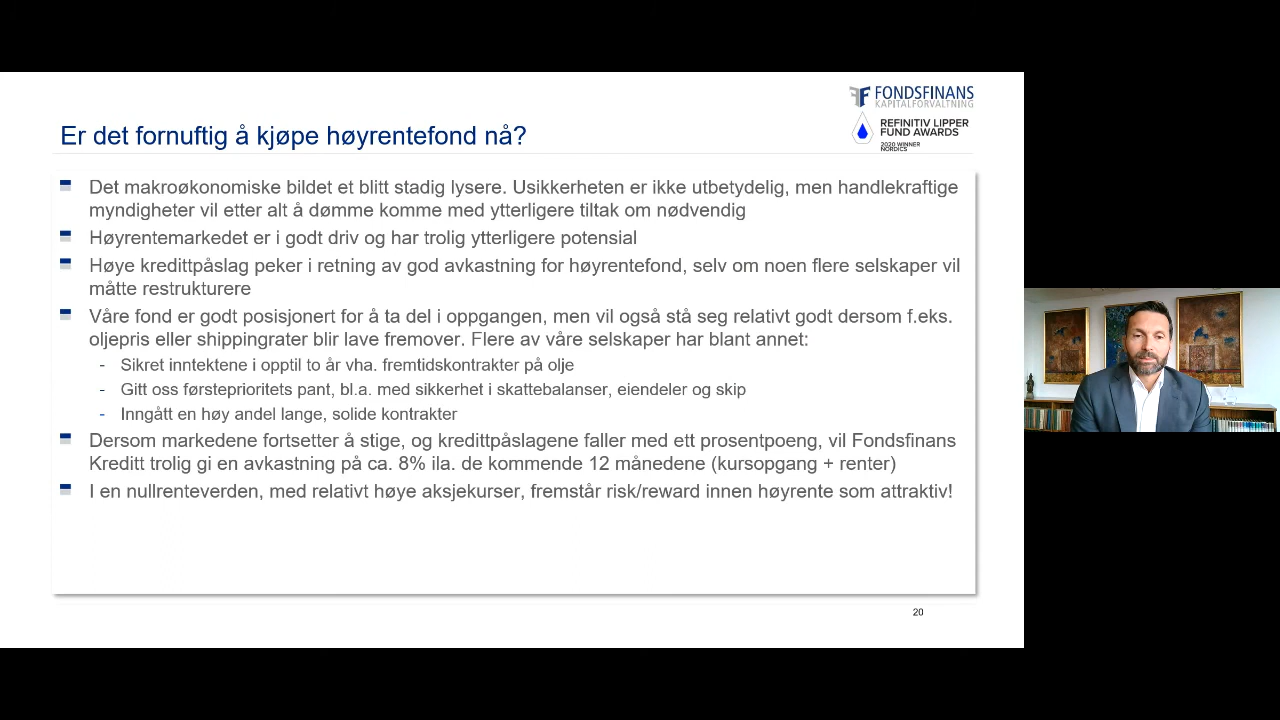 FONDSFINANS
KAPITALFORVALTNING
REFINITIV LIPPER
FUND AWARDS
2020 WINNER
NORDICS
Er det fornuftig å kjøpe høyrentefond nå?
Det makroøkonomiske bildet et blitt stadig lysere. Usikkerheten er ikke utbetydelig, men handlekraftige
myndigheter vil etter alt å dømme komme med ytterligere tiltak om nødvendig
Høyrentemarkedet er i godt driv og har trolig ytterligere potensial
Høye kredittpåslag peker i retning av god avkastning for høyrentefond, selv om noen flere selskaper vil
måtte restrukturere
Våre fond er godt posisjonert for å ta del i oppgangen, men vil også stå seg relativt godt dersom f.eks.
oljepris eller shippingrater blir lave fremover. Flere av våre selskaper har blant annet:
- Sikret inntektene i opptil to år vha. fremtidskontrakter på olje
- Gitt oss førsteprioritets pant, bl.a. med sikkerhet i skattebalanser, eiendeler og skip
- Inngått en høy andel lange, solide kontrakter
Dersom markedene fortsetter å stige, og kredittpåslagene faller med ett prosentpoeng, vil Fondsfinans
Kreditt trolig gi en avkastning på ca. 8% ila. de kommende 12 månedene (kursopgang + renter)
I en nullrenteverden, med relativt høye aksjekurser, fremstår risk/reward innen høyrente som attraktiv!
20